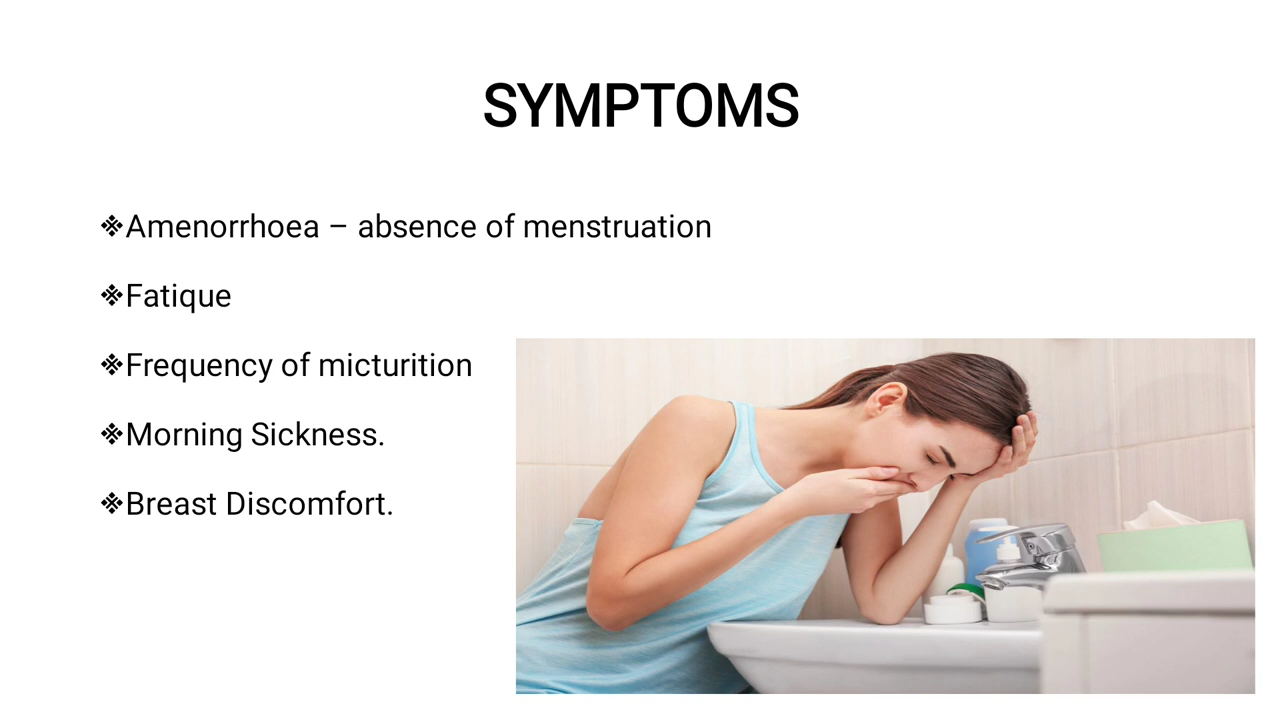 SYMPTOMS
❖Amenorrhoea – absence of menstruation
❖Fatique
❖Frequency of micturition
❖Morning Sickness.
❖Breast Discomfort.